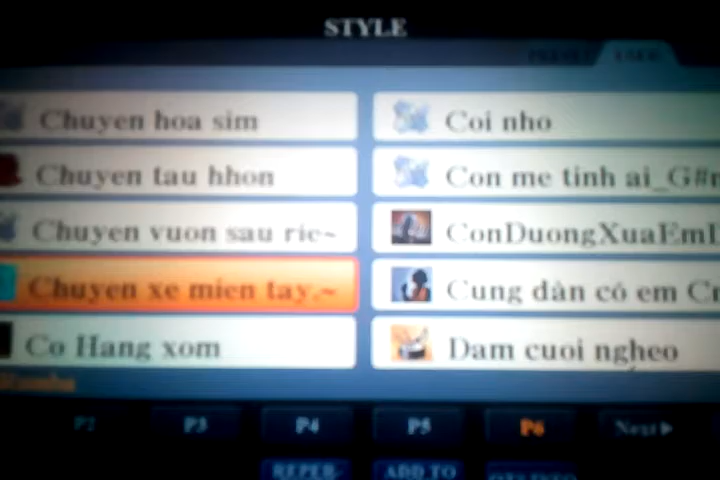 STYLE
USER
Chuyen hoa sim
Coi nho
Chuyen tau hhon
Con me tinh ai_G#
Chuyen vuon sau rie~
ConDuongXuaEm
Chuyen xe mien tay.~
Cung dàn có em
Co Hang xom
Dam cuoi ngheo
P2 P3 P4 P5 P6 Next
REPER-
ADD TO